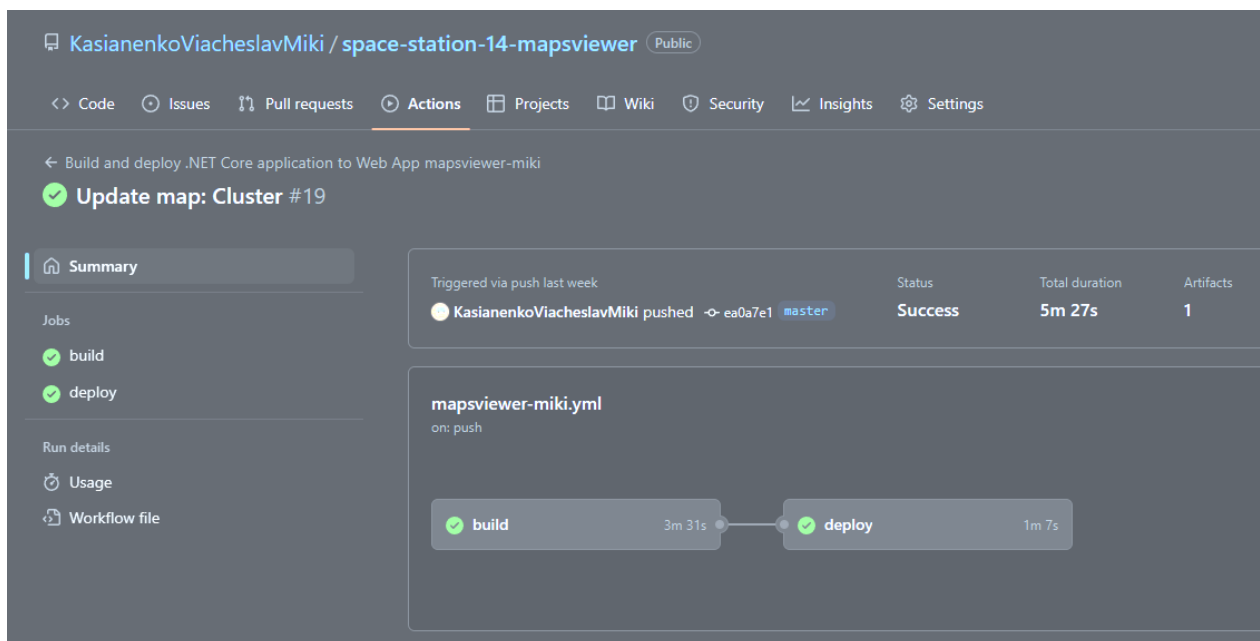 KasianenkoViacheslavMiki / space-station-14-mapsviewer Public
Code Issues Pull requests Actions Projects Wiki Security Insights Settings
Build and deploy .NET Core application to Web App mapsviewer-miki
Update map: Cluster #19
Summary
Jobs
build
deploy
Run details
Usage
Workflow file
Triggered via push last week
KasianenkoViacheslavMiki pushed ea0a7e1 master
Status
Success
Total duration
5m 27s
Artifacts
1
mapsviewer-miki.yml
on: push
build 3m 31s
deploy 1m 7s